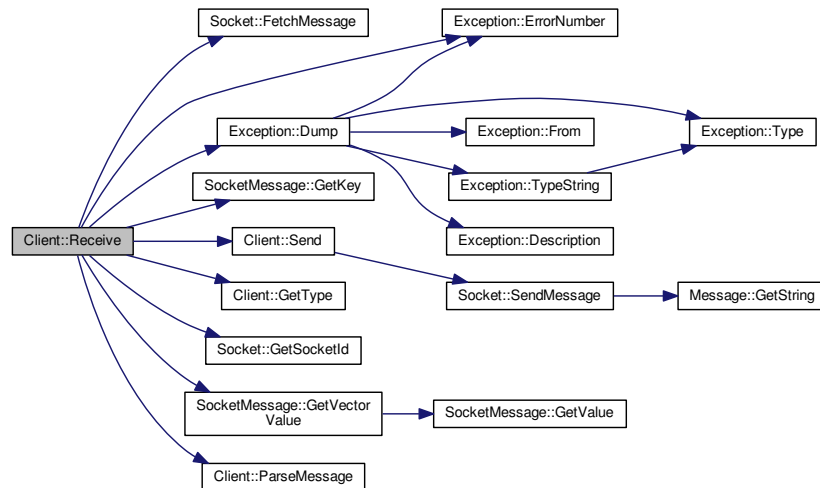 Socket::FetchMessage
Exception::ErrorNumber
Exception::Dump
Exception::From
Exception::Type
SocketMessage::GetKey
Exception::TypeString
Client::Receive
Client::Send
Exception::Description
Client::GetType
Socket::SendMessage
Message::GetString
Socket::GetSocketId
SocketMessage::GetVector
Value
SocketMessage::GetValue
Client::ParseMessage